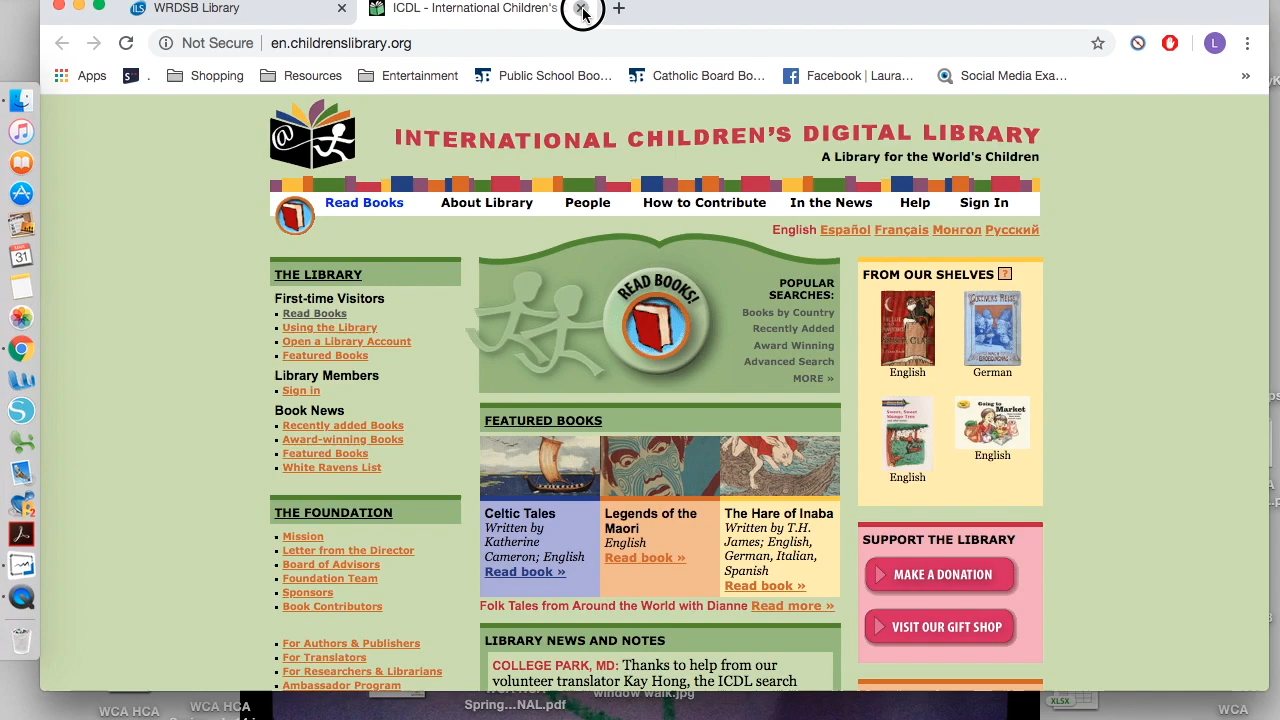 WRDSB Library
ICDL - International Children's
Not Secure
en.childrenslibrary.org
L
Apps
.
Shopping
Resources
Entertainment
Public School Boo...
Catholic Board Bo...
Facebook | Laura...
Social Media Exa...
»
INTERNATIONAL CHILDREN'S DIGITAL LIBRARY
A Library for the World's Children
Read Books
About Library
People
How to Contribute
In the News
Help
Sign In
English Español Français Монгол Русский
THE LIBRARY
First-time Visitors
Read Books
Using the Library
Open a Library Account
Featured Books
Library Members
Sign in
Book News
Recently added Books
Award-winning Books
Featured Books
White Ravens List
THE FOUNDATION
Mission
Letter from the Director
Board of Advisors
Foundation Team
Sponsors
Book Contributors
For Authors & Publishers
For Translators
For Researchers & Librarians
Ambassador Program
READ BOOKS!
POPULAR
SEARCHES:
Books by Country
Recently Added
Award Winning
Advanced Search
MORE »
FEATURED BOOKS
Celtic Tales
Written by
Katherine
Cameron; English
Read book »
Legends of the
Maori
English
Read book »
The Hare of Inaba
Written by T.H.
James; English,
German, Italian,
Spanish
Read book »
Folk Tales from Around the World with Dianne Read more »
LIBRARY NEWS AND NOTES
COLLEGE PARK, MD: Thanks to help from our
volunteer translator Kay Hong, the ICDL search
FROM OUR SHELVES ?
English
German
Going to
Market
English
English
SUPPORT THE LIBRARY
MAKE A DONATION
VISIT OUR GIFT SHOP
31
WCA HCA
WCA HCA
Spring...NAL.pdf
window walk.jpg
XLSX
WCA